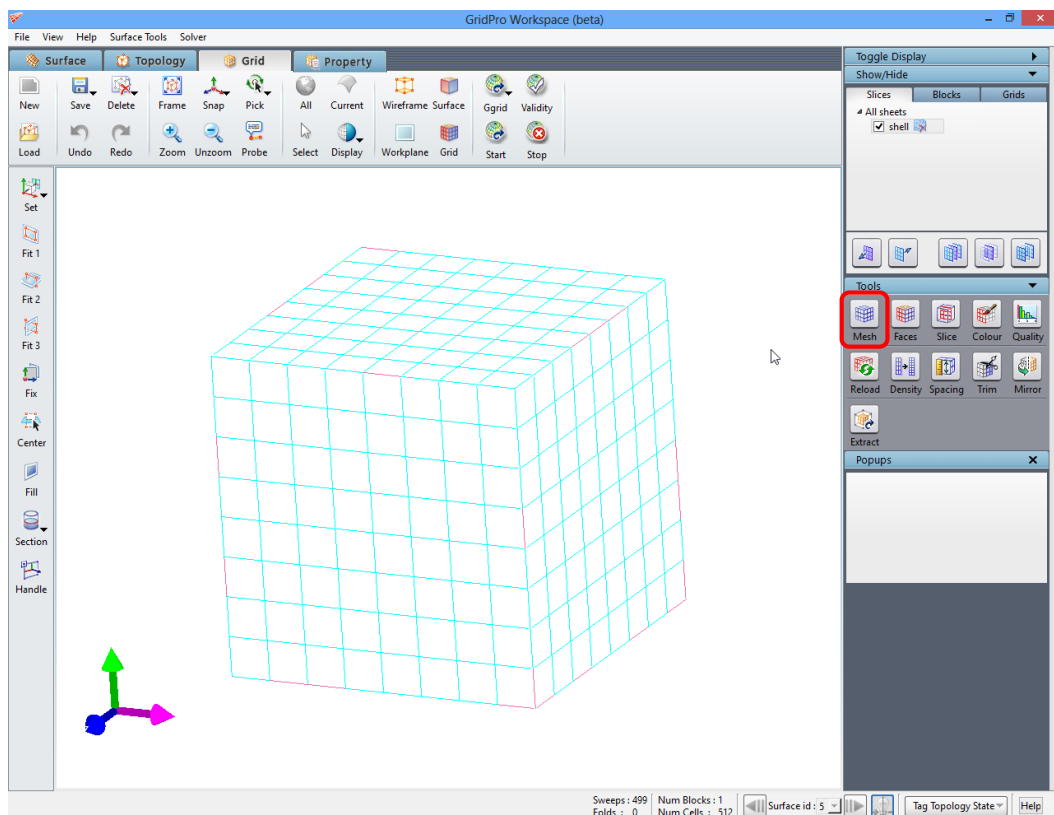 GridPro Workspace (beta)
File View Help Surface Tools Solver
Surface Topology Grid Property
New Save Delete Frame Snap Pick All Current Wireframe Surface Ggrid Validity
Load Undo Redo Zoom Unzoom Probe Select Display Workplane Grid Start Stop
Set
Fit 1
Fit 2
Fit 3
Fix
Center
Fill
Section
Handle
Toggle Display
Show/Hide
Slices Blocks Grids
All sheets
shell
Tools
Mesh Faces Slice Colour Quality
Reload Density Spacing Trim Mirror
Extract
Popups
Sweeps : 499 Num Blocks : 1
Folds : 0 Num Cells : 512
Surface id : 5
Tag Topology State
Help